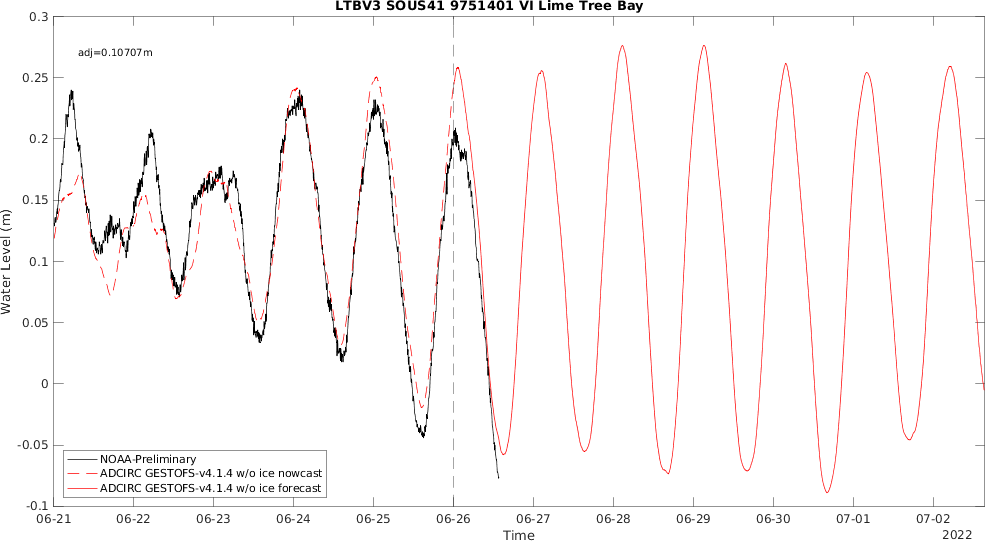 LTBV3 SOUS41 9751401 VI Lime Tree Bay
adj=0.10707m
0.3
0.25
0.2
0.15
0.1
0.05
0
-0.05
-0.1
Water Level (m)
NOAA-Preliminary
ADCIRC GESTOFS-v4.1.4 w/o ice nowcast
ADCIRC GESTOFS-v4.1.4 w/o ice forecast
06-21 06-22 06-23 06-24 06-25 06-26 06-27 06-28 06-29 06-30 07-01 07-02
Time
2022